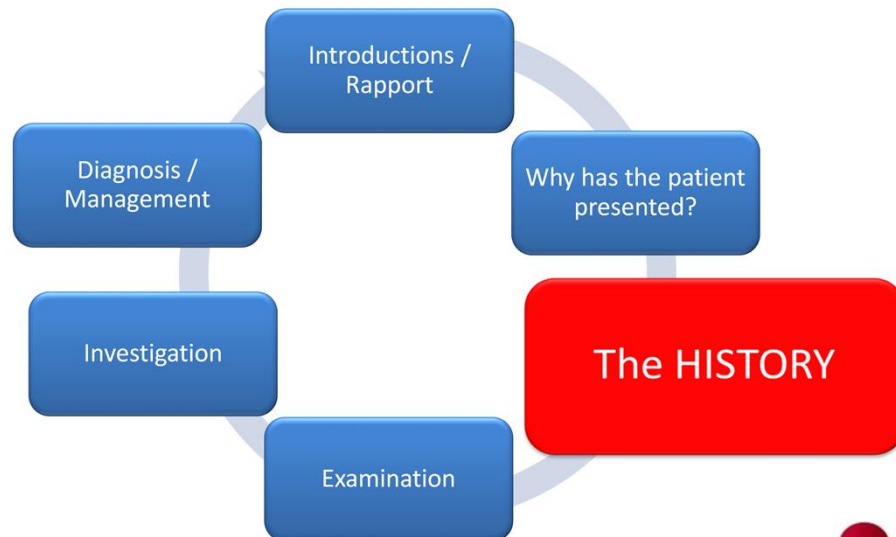 Introductions /
Rapport
Why has the patient
presented?
The HISTORY
Examination
Investigation
Diagnosis /
Management